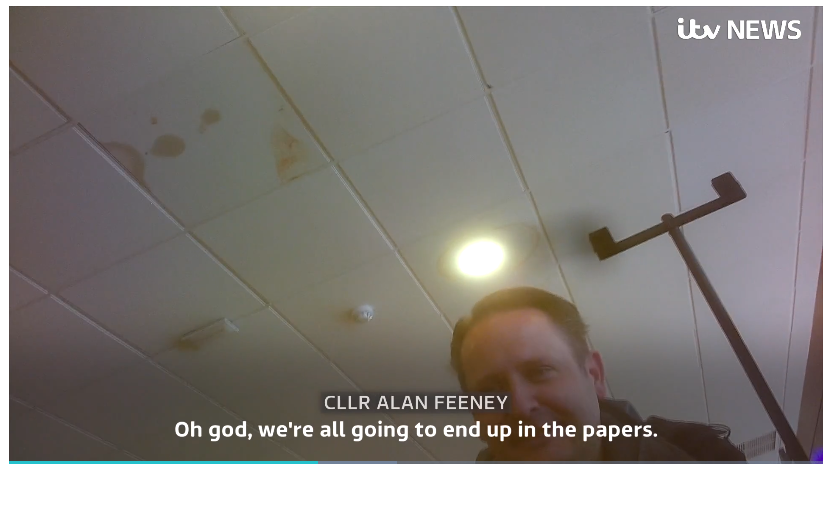 itv NEWS
CLLR ALAN FEENEY
Oh god, we're all going to end up in the papers.